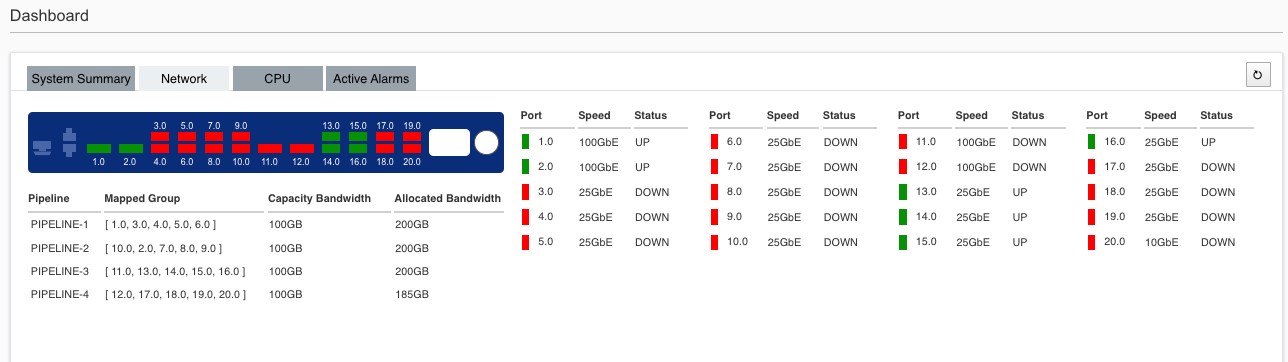 Dashboard
System Summary Network CPU Active Alarms
3.0 5.0 7.0 9.0 13.0 15.0 17.0 19.0
1.0 2.0 4.0 6.0 8.0 10.0 11.0 12.0 14.0 16.0 18.0 20.0
Pipeline Mapped Group Capacity Bandwidth Allocated Bandwidth
PIPELINE-1 [ 1.0, 3.0, 4.0, 5.0, 6.0 ] 100GB 200GB
PIPELINE-2 [ 10.0, 2.0, 7.0, 8.0, 9.0 ] 100GB 200GB
PIPELINE-3 [ 11.0, 13.0, 14.0, 15.0, 16.0 ] 100GB 200GB
PIPELINE-4 [ 12.0, 17.0, 18.0, 19.0, 20.0 ] 100GB 185GB
Port Speed Status Port Speed Status Port Speed Status Port Speed Status
1.0 100GbE UP 6.0 25GbE DOWN 11.0 100GbE DOWN 16.0 25GbE UP
2.0 100GbE UP 7.0 25GbE DOWN 12.0 100GbE DOWN 17.0 25GbE DOWN
3.0 25GbE DOWN 8.0 25GbE DOWN 13.0 25GbE UP 18.0 25GbE DOWN
4.0 25GbE DOWN 9.0 25GbE DOWN 14.0 25GbE UP 19.0 25GbE DOWN
5.0 25GbE DOWN 10.0 25GbE DOWN 15.0 25GbE UP 20.0 10GbE DOWN